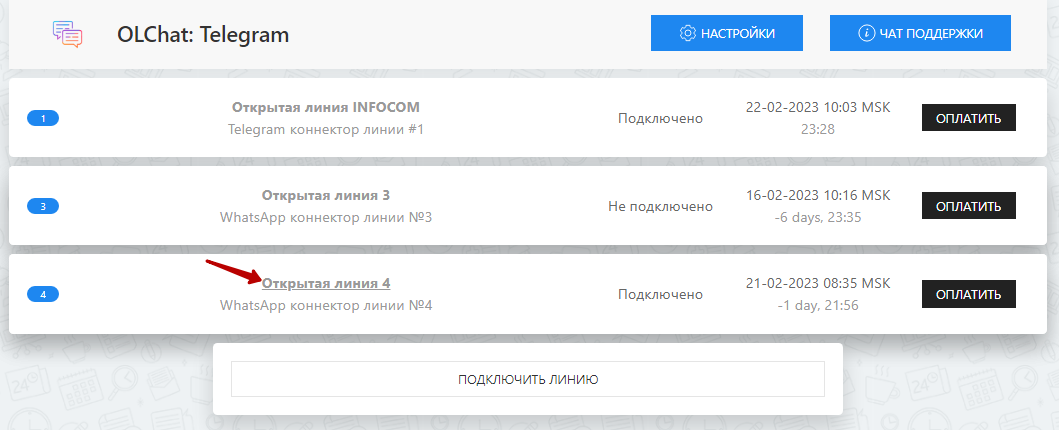 OLChat: Telegram
НАСТРОЙКИ
ЧАТ ПОДДЕРЖКИ
1
Открытая линия INFOCOM
Telegram коннектор линии #1
Подключено
22-02-2023 10:03 MSK
23:28
ОПЛАТИТЬ
3
Открытая линия 3
WhatsApp коннектор линии №3
Не подключено
16-02-2023 10:16 MSK
-6 days, 23:35
ОПЛАТИТЬ
4
Открытая линия 4
WhatsApp коннектор линии №4
Подключено
21-02-2023 08:35 MSK
-1 day, 21:56
ОПЛАТИТЬ
ПОДКЛЮЧИТЬ ЛИНИЮ